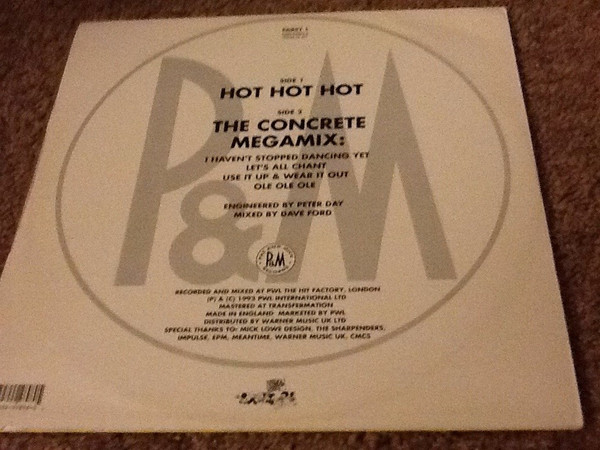 SIDE 1
HOT HOT HOT
SIDE 2
THE CONCRETE
MEGAMIX:
I HAVEN'T STOPPED DANCING YET
LET'S ALL CHANT
USE IT UP & WEAR IT OUT
OLE OLE OLE
ENGINEERED BY PETER DAY
MIXED BY DAVE FORD
P&M
P&M
RECORDS
RECORDED AND MIXED AT PWL THE HIT FACTORY, LONDON
(P) & (C) 1993 PWL INTERNATIONAL LTD
MASTERED AT TRANSFERMATION
MADE IN ENGLAND MARKETED BY PWL
DISTRIBUTED BY WARNER MUSIC UK LTD
SPECIAL THANKS TO: MICK LOWE DESIGN, THE SHARPENDERS,
IMPULSE, EPM, MEANTIME, WARNER MUSIC UK, CMCS